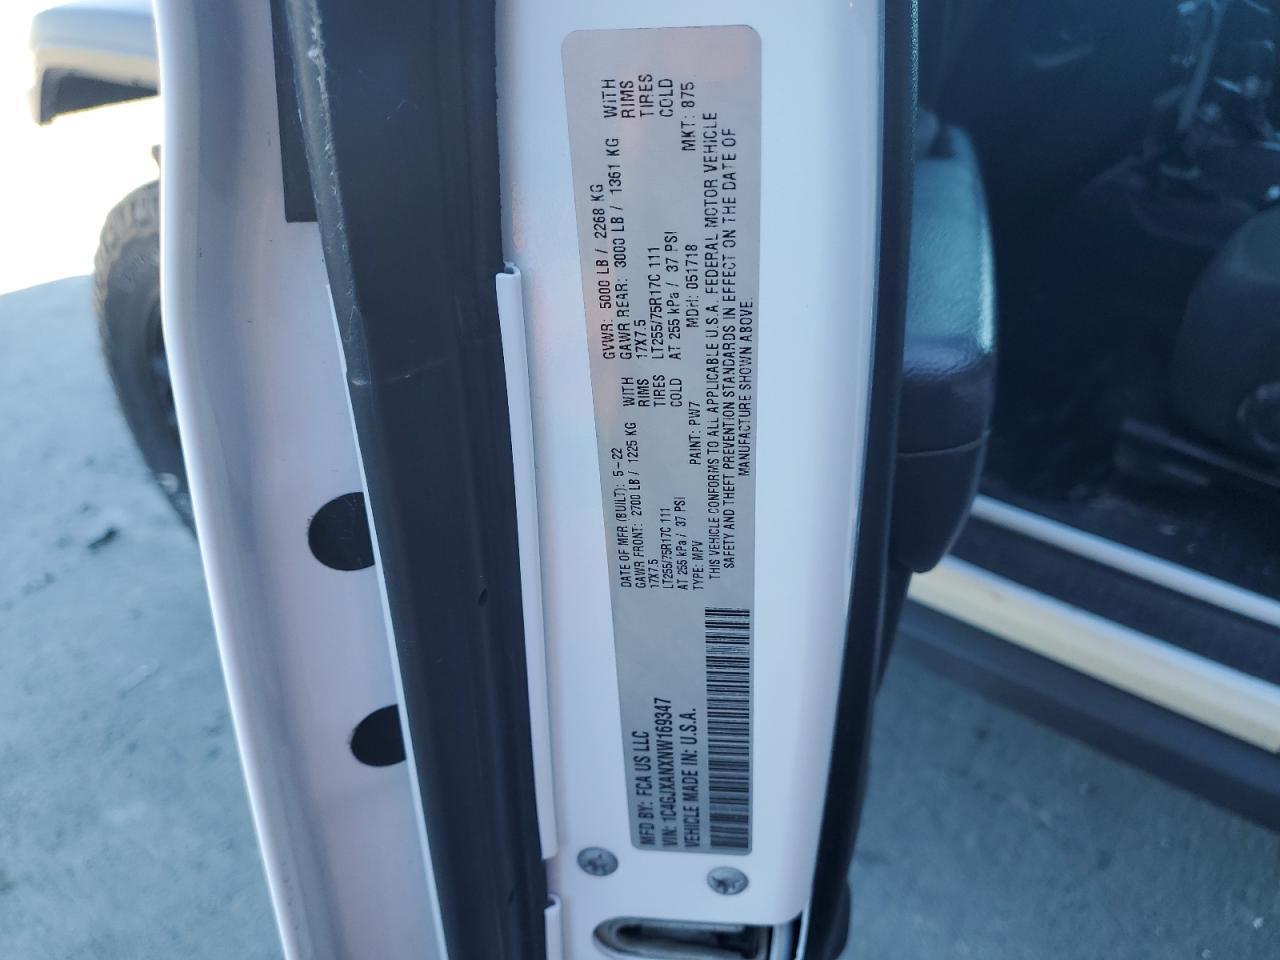 MFD BY: FCA US LLC
VIN: 1C4GJXANXNW169347
VEHICLE MADE IN: U.S.A.
DATE OF MFR (BUILT): 5-22 GVWR: 5000 LB / 2268 KG
GAWR FRONT: 2700 LB / 1225 KG WITH GAWR REAR: 3000 LB / 1361 KG WITH
17X7.5 RIMS 17X7.5 RIMS
LT255/75R17C 111 TIRES LT255/75R17C 111 TIRES
AT 255 kPa / 37 PSI COLD AT 255 kPa / 37 PSI COLD
TYPE: MPV PAINT: PW7 MDH: 051718 MKT: 875
THIS VEHICLE CONFORMS TO ALL APPLICABLE U.S.A. FEDERAL MOTOR VEHICLE
SAFETY AND THEFT PREVENTION STANDARDS IN EFFECT ON THE DATE OF
MANUFACTURE SHOWN ABOVE.